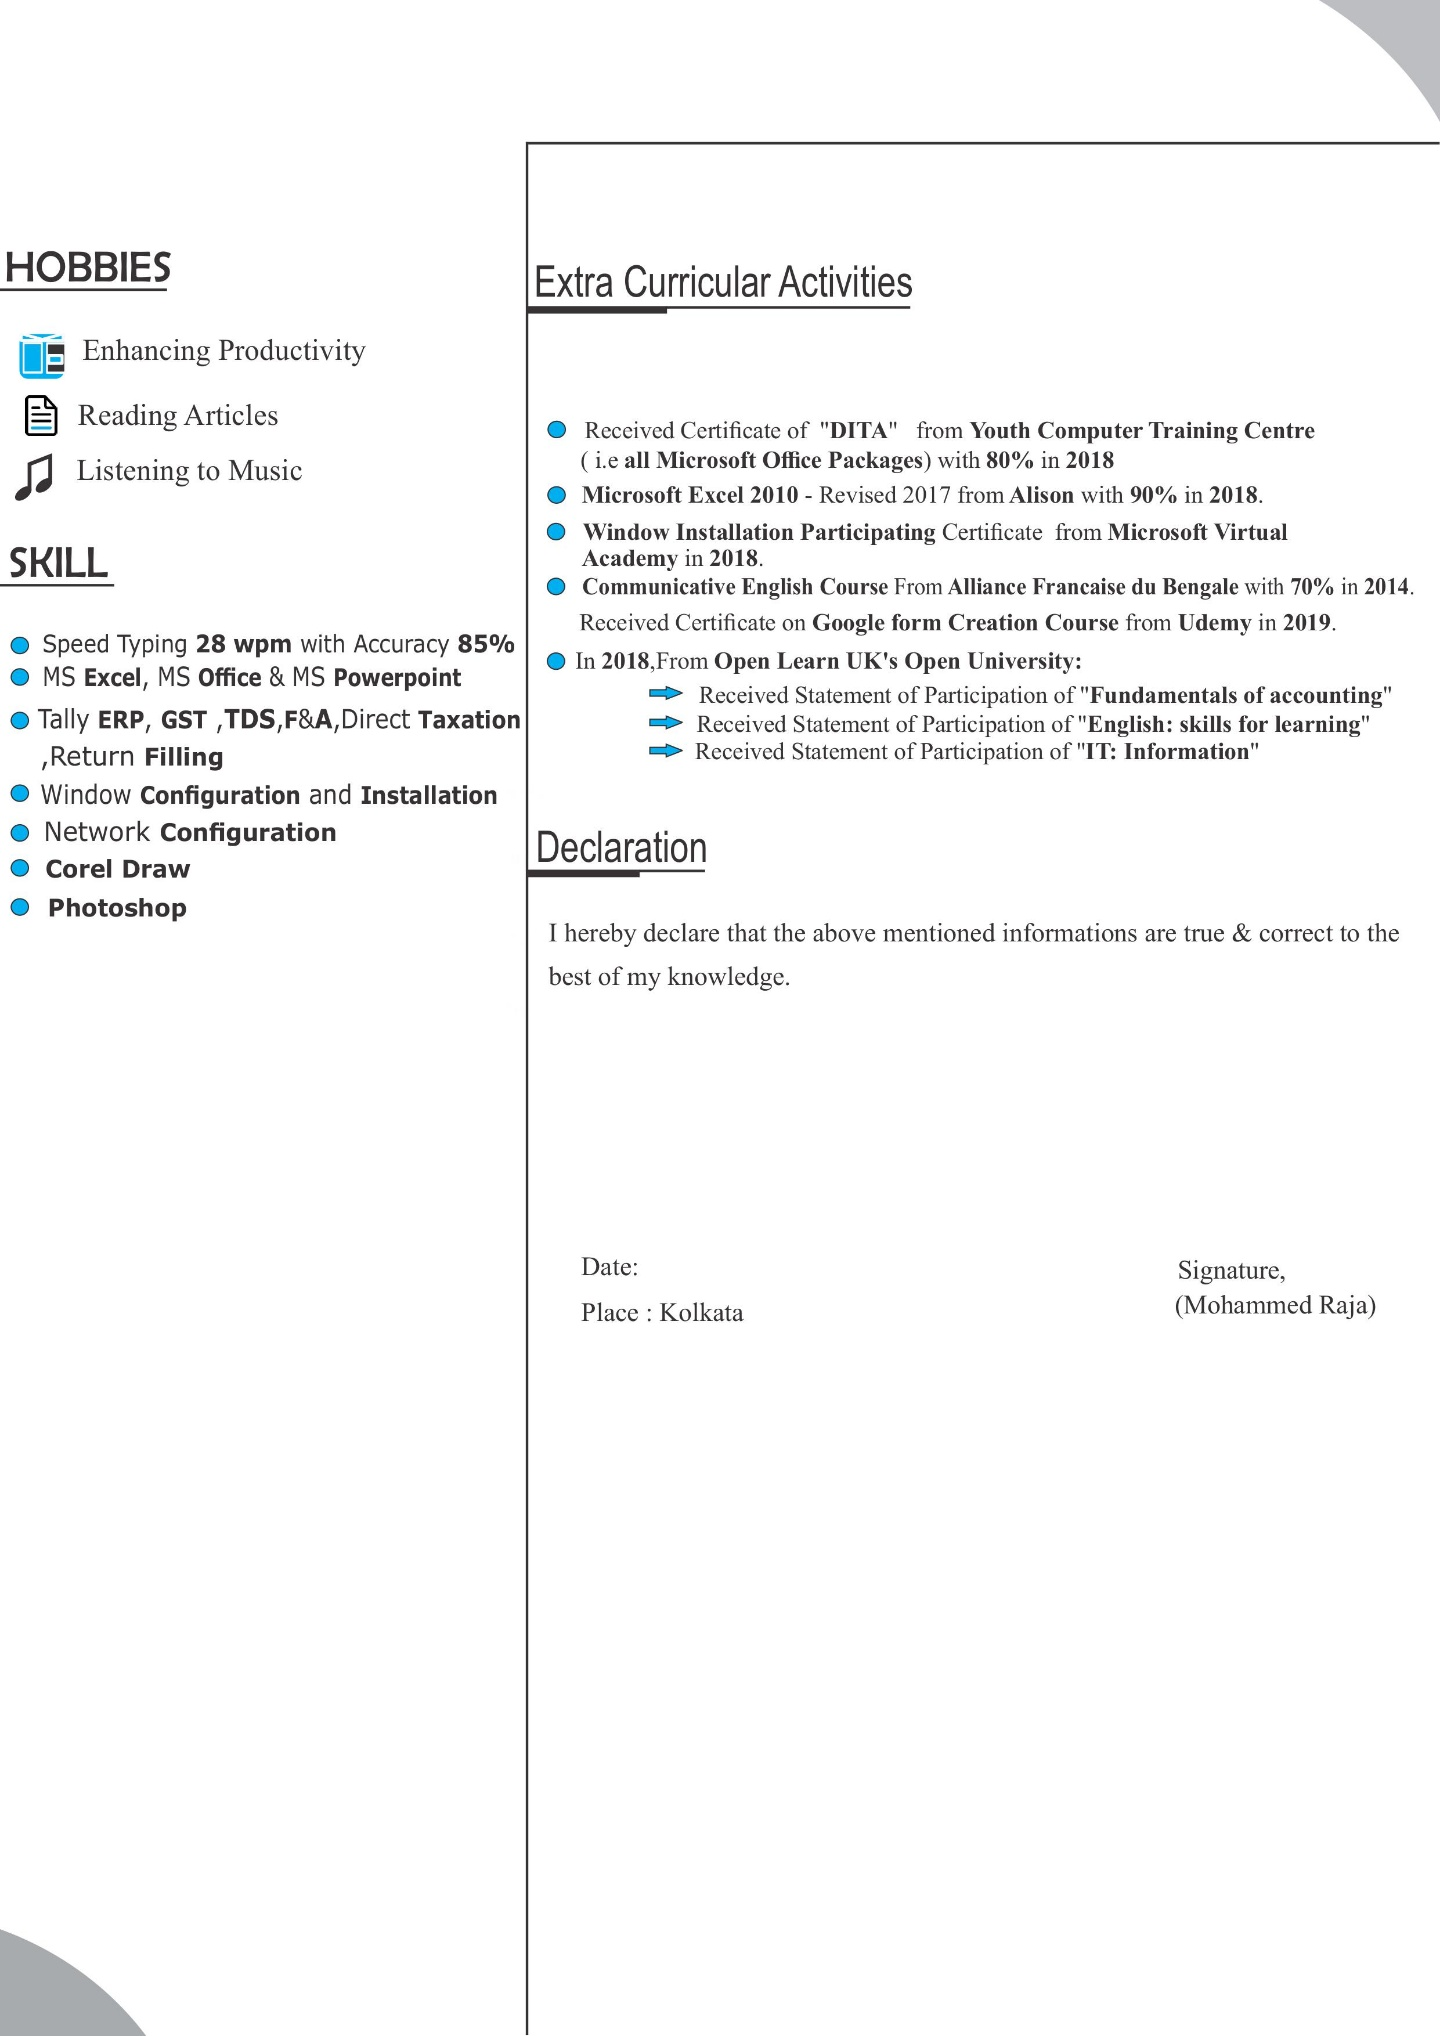 HOBBIES
Enhancing Productivity
Reading Articles
Listening to Music
SKILL
Speed Typing 28 wpm with Accuracy 85%
MS Excel, MS Office & MS Powerpoint
Tally ERP, GST ,TDS,F&A,Direct Taxation
,Return Filling
Window Configuration and Installation
Network Configuration
Corel Draw
Photoshop
Extra Curricular Activities
Received Certificate of "DITA" from Youth Computer Training Centre
( i.e all Microsoft Office Packages) with 80% in 2018
Microsoft Excel 2010 - Revised 2017 from Alison with 90% in 2018.
Window Installation Participating Certificate from Microsoft Virtual
Academy in 2018.
Communicative English Course From Alliance Francaise du Bengale with 70% in 2014.
Received Certificate on Google form Creation Course from Udemy in 2019.
In 2018,From Open Learn UK's Open University:
Received Statement of Participation of "Fundamentals of accounting"
Received Statement of Participation of "English: skills for learning"
Received Statement of Participation of "IT: Information"
Declaration
I hereby declare that the above mentioned informations are true & correct to the
best of my knowledge.
Date:
Place : Kolkata
Signature,
(Mohammed Raja)